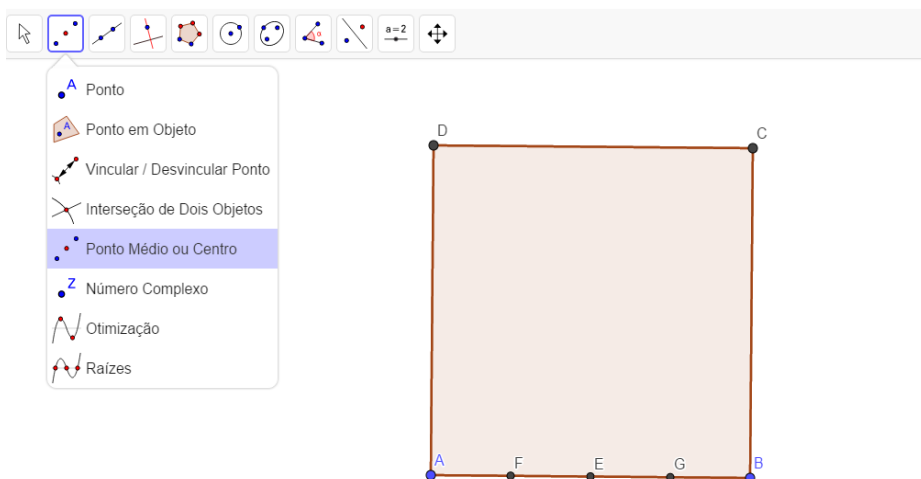 a=2
A Ponto
A Ponto em Objeto
Vincular / Desvincular Ponto
Interseção de Dois Objetos
Ponto Médio ou Centro
Z Número Complexo
Otimização
Raízes
D
C
A
F
E
G
B